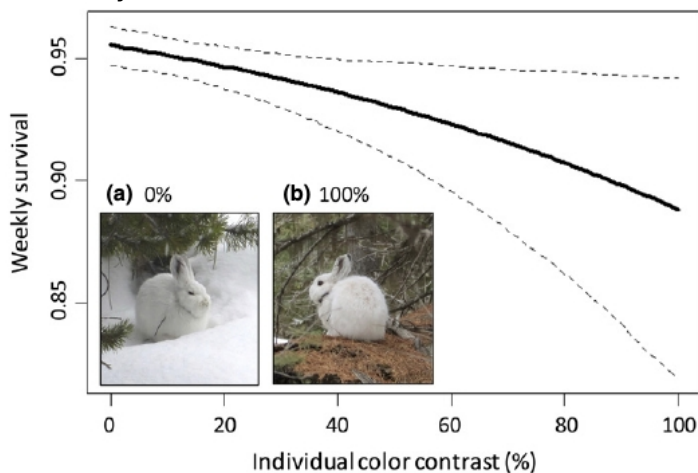 0.95
0.90
0.85
Weekly survival
(a) 0%
(b) 100%
0 20 40 60 80 100
Individual color contrast (%)